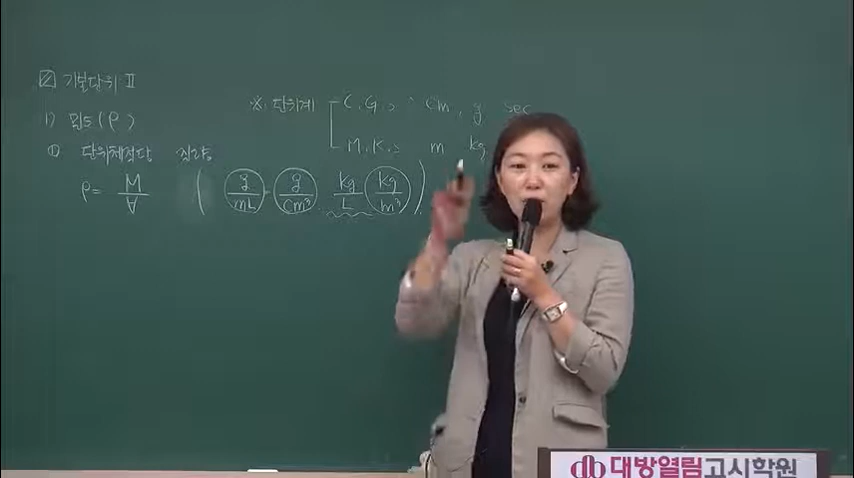 2 기본단위 Ⅱ
1) 밀도 (ρ)
① 단위체적당 질량
ρ = M / V ( g/mL g/cm³ kg/L kg/m³ )
※ 단위계 C.G.S cm, g sec
M.K.S m kg
대방열림고시학원